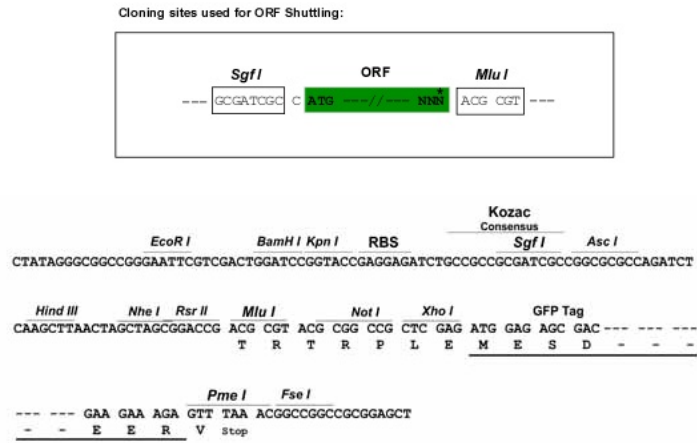 Cloning sites used for ORF Shuttling:
Sgf I ORF Mlu I
--- GCGATCGC C ATG ---//--- NNN* ACG CGT ---
Kozac
Consensus
EcoR I BamH I Kpn I RBS Sgf I Asc I
CTATAGGGCGGCCGGGAATTCGTCGACTGGATCCGGTACCGAGGAGATCTGCCGCCGCGATCGCCGGCGCGCCAGATCT
Hind III Nhe I Rsr II Mlu I Not I Xho I GFP Tag
CAAGCTTAACTAGCTAGCGGACCG ACG CGT ACG CGG CCG CTC GAG ATG GAG AGC GAC --- --- ---
T R T R P L E M E S D - - -
Pme I Fse I
--- --- GAA GAA AGA GTT TAA ACGGCCGGCCGCGGAGCT
- - E E R V Stop